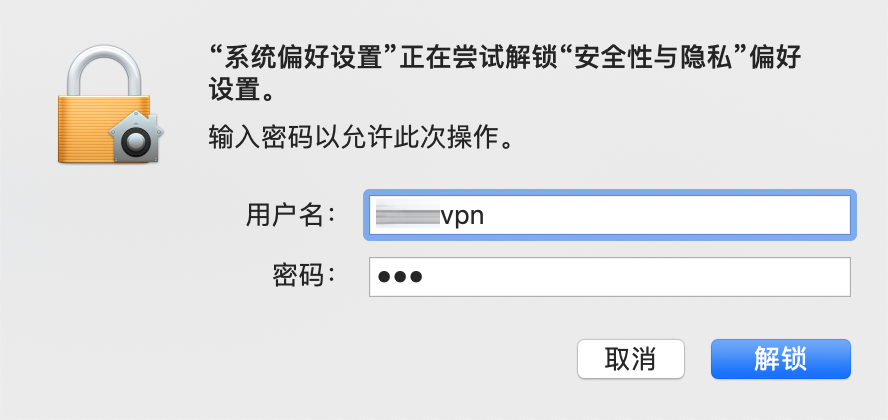 “系统偏好设置”正在尝试解锁“安全性与隐私”偏好
设置。
输入密码以允许此次操作。
用户名： vpn
密码： ●●●
取消 解锁